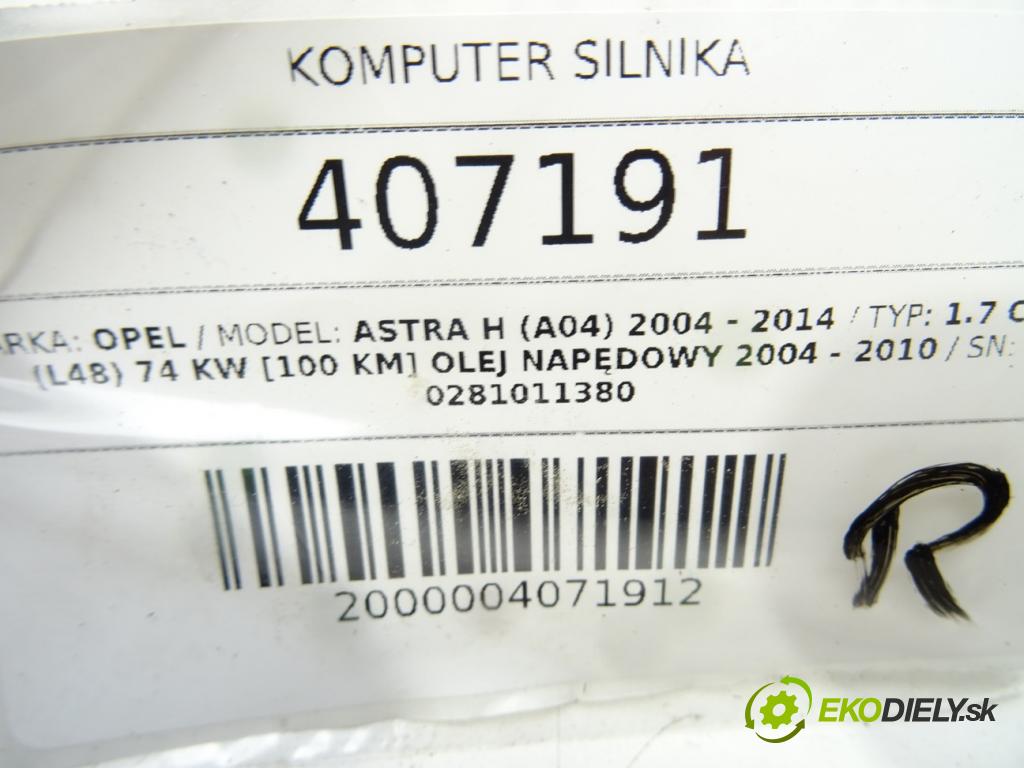 KOMPUTER SILNIKA
407191
ARKA: OPEL / MODEL: ASTRA H (A04) 2004 - 2014 / TYP: 1.7 C
(L48) 74 KW [100 KM] OLEJ NAPĘDOWY 2004 - 2010 / SN:
0281011380
2000004071912
R
EKODIELY.sk